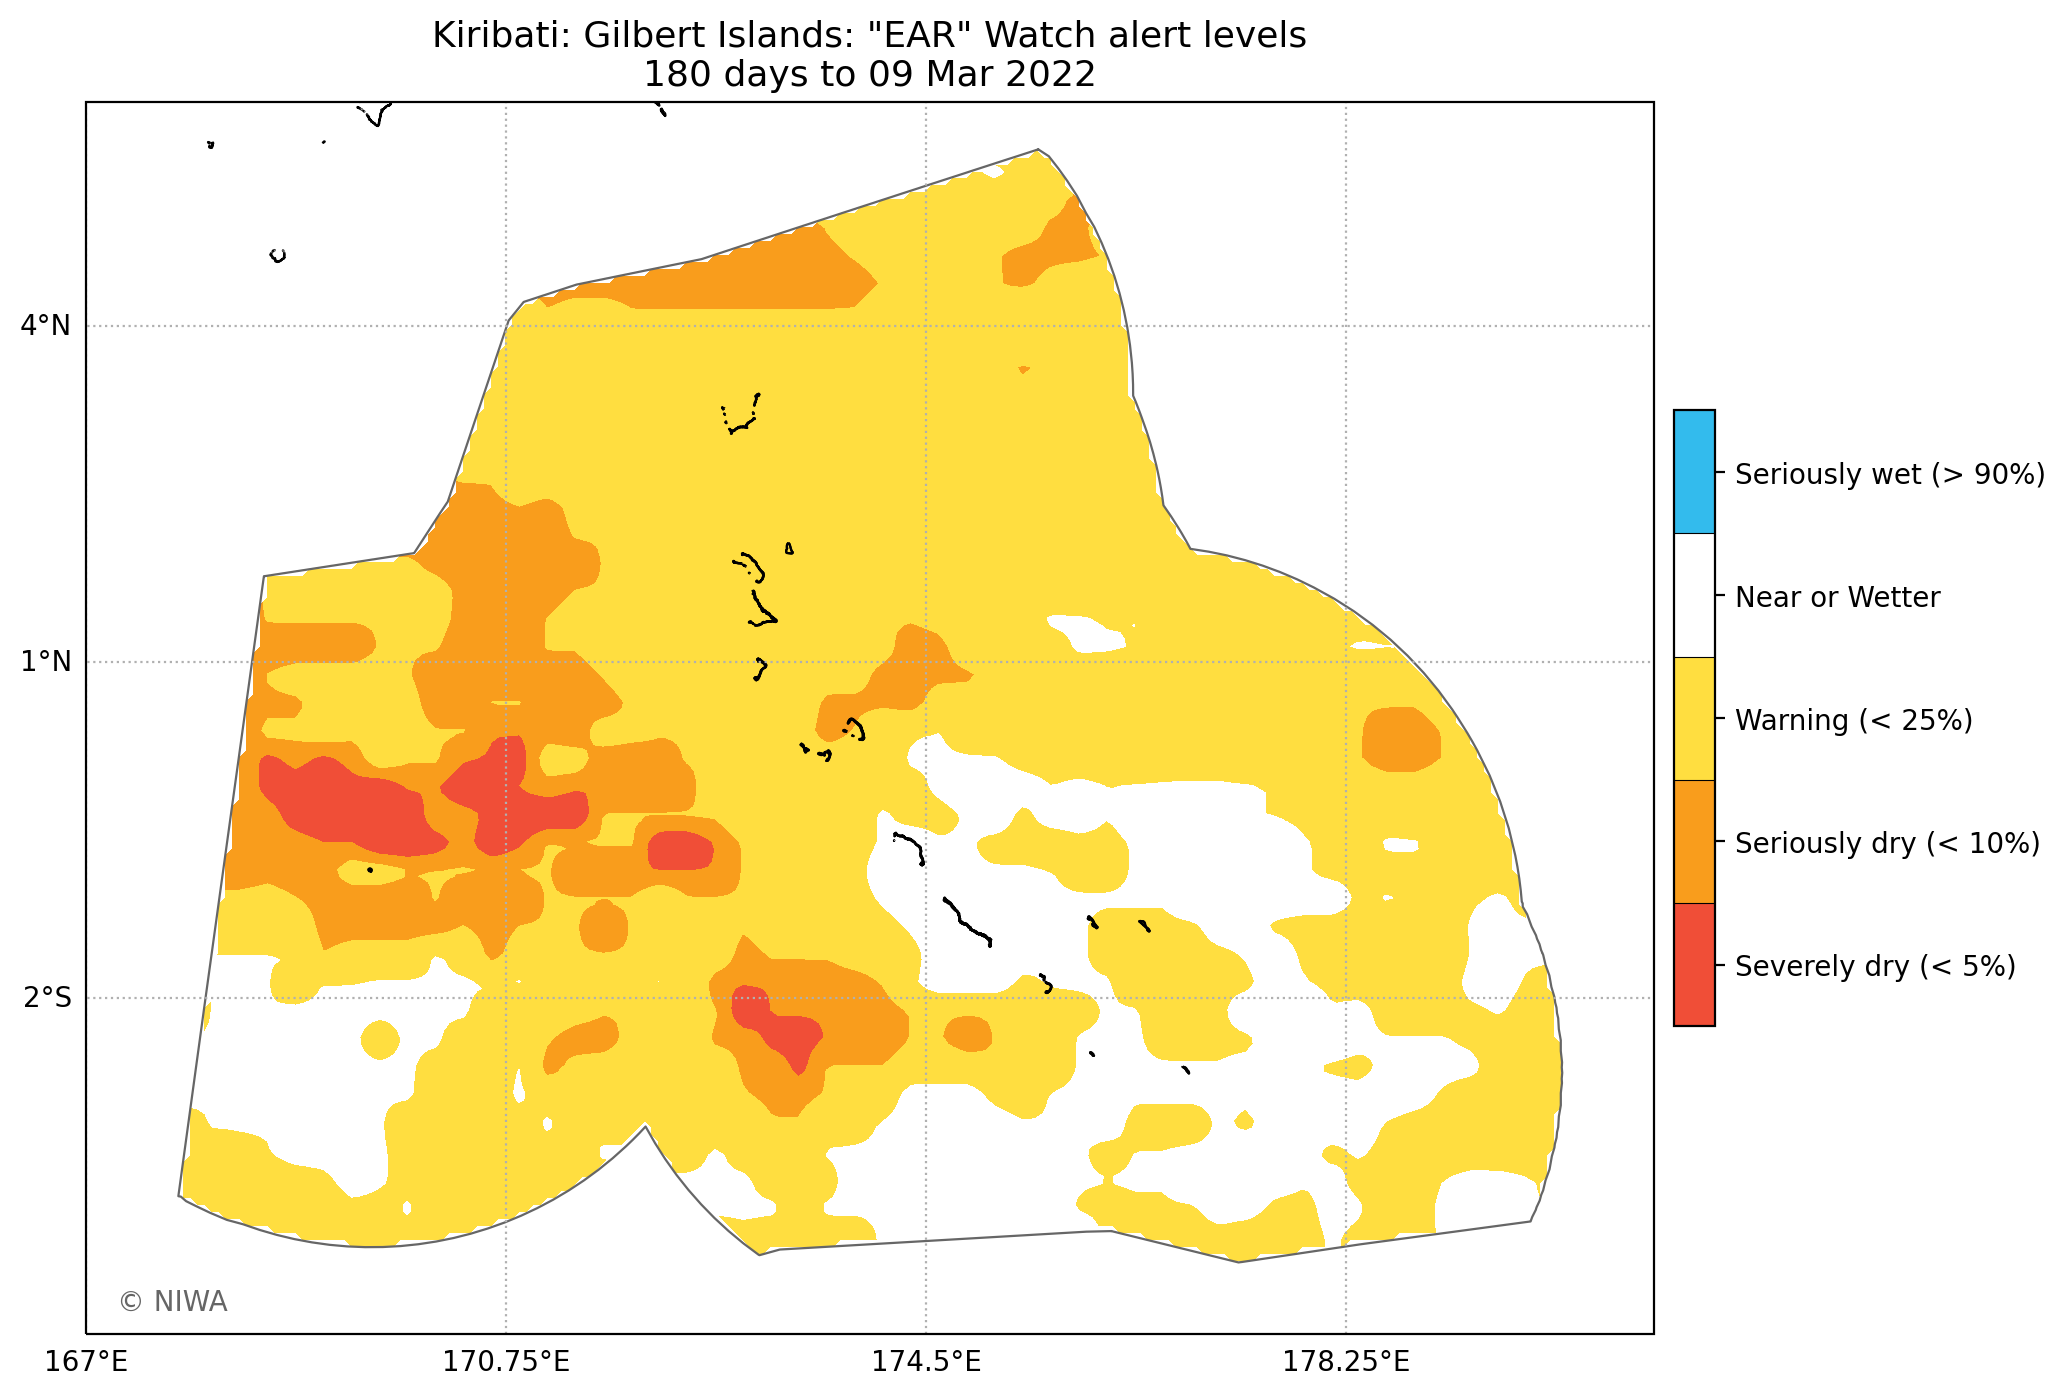 Kiribati: Gilbert Islands: "EAR" Watch alert levels
180 days to 09 Mar 2022
4°N
1°N
2°S
167°E
170.75°E
174.5°E
178.25°E
Seriously wet (> 90%)
Near or Wetter
Warning (< 25%)
Seriously dry (< 10%)
Severely dry (< 5%)
© NIWA